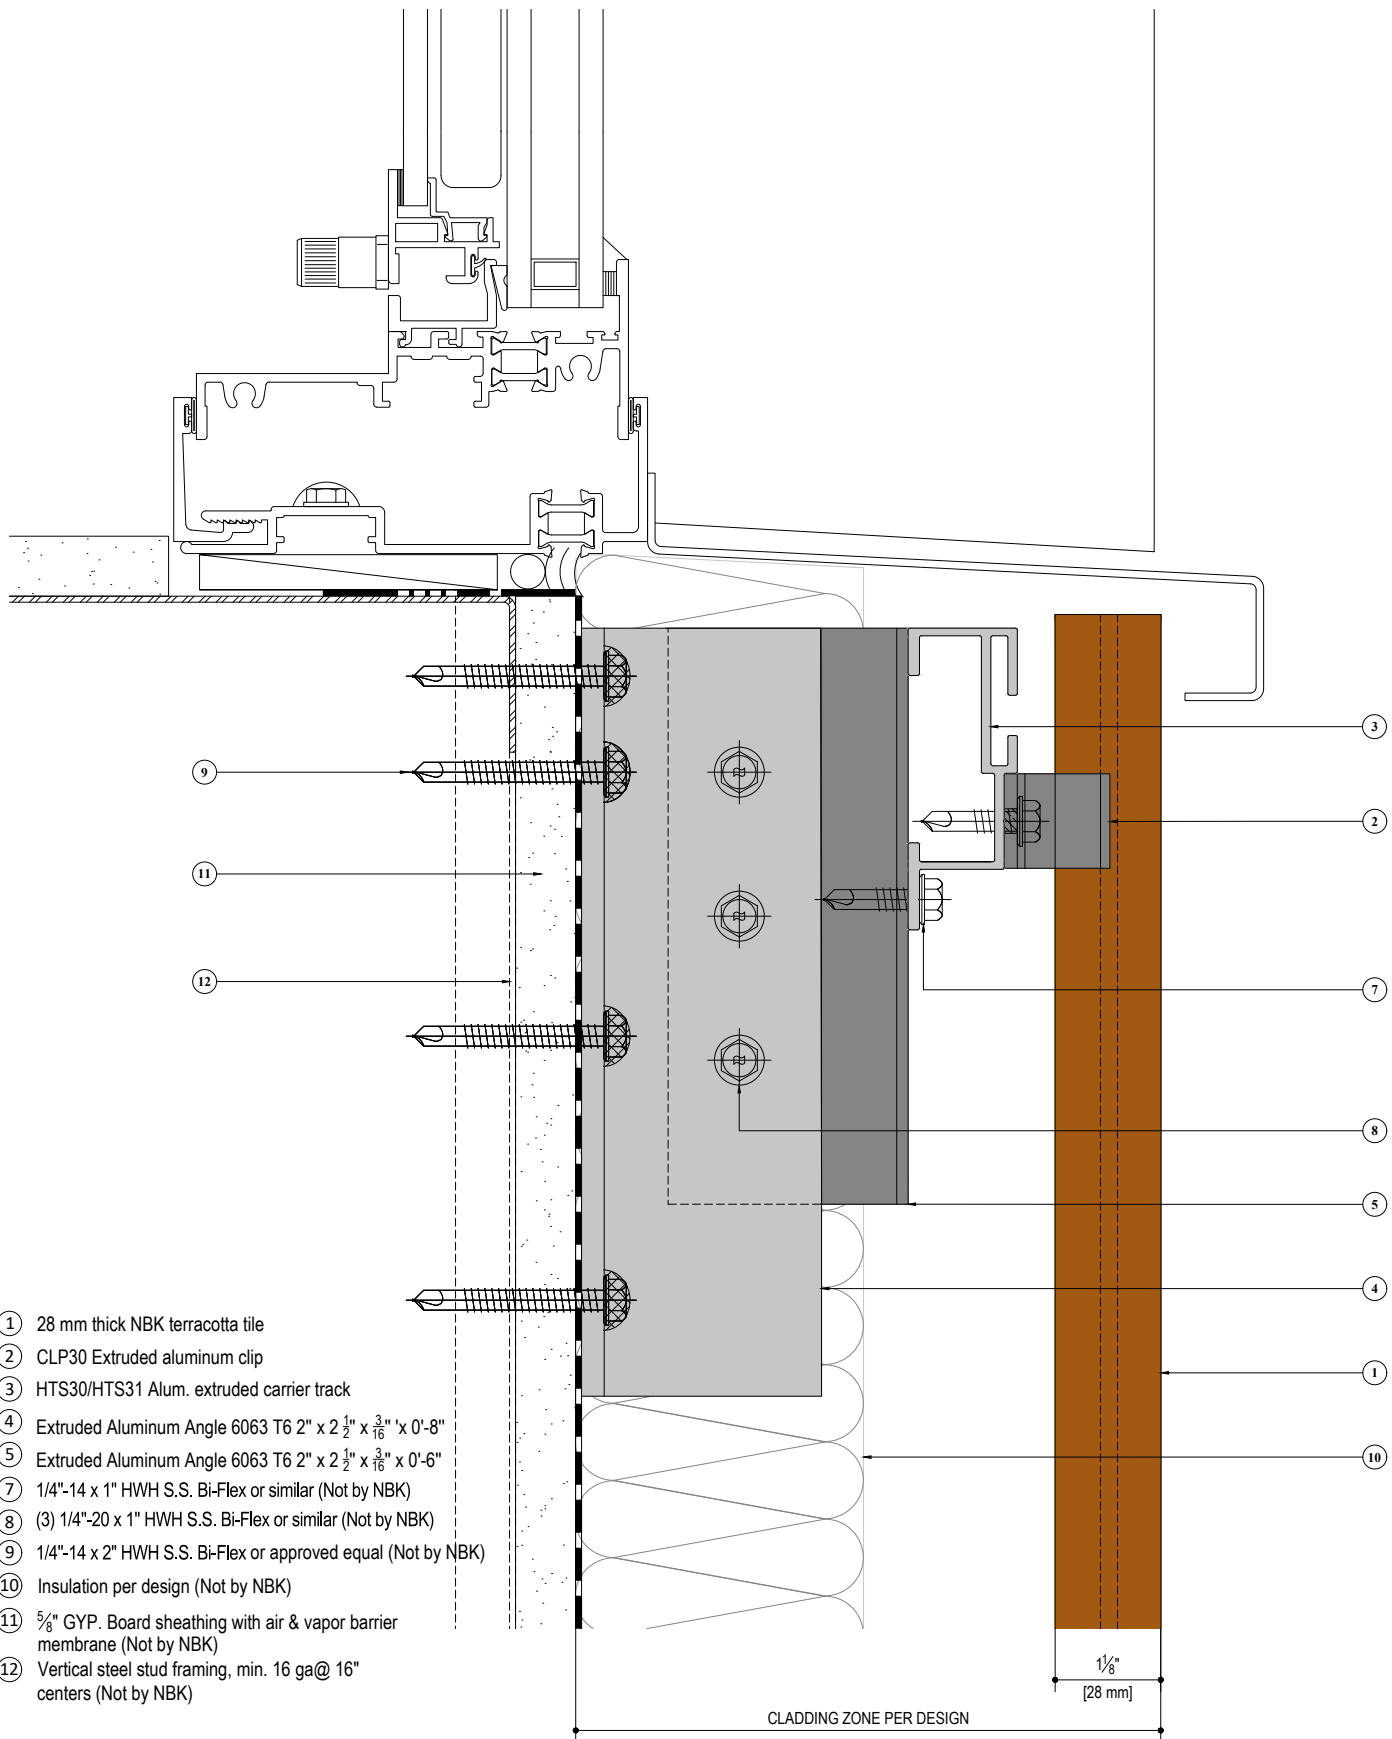 3
9
2
11
12
7
8
5
4
1
10
1 28 mm thick NBK terracotta tile
2 CLP30 Extruded aluminum clip
3 HTS30/HTS31 Alum. extruded carrier track
4 Extruded Aluminum Angle 6063 T6 2" x 2 1/2" x 3/16" 'x 0'-8"
5 Extruded Aluminum Angle 6063 T6 2" x 2 1/2" x 3/16" x 0'-6"
7 1/4"-14 x 1" HWH S.S. Bi-Flex or similar (Not by NBK)
8 (3) 1/4"-20 x 1" HWH S.S. Bi-Flex or similar (Not by NBK)
9 1/4"-14 x 2" HWH S.S. Bi-Flex or approved equal (Not by NBK)
10 Insulation per design (Not by NBK)
11 5/8" GYP. Board sheathing with air & vapor barrier
membrane (Not by NBK)
12 Vertical steel stud framing, min. 16 ga@ 16"
centers (Not by NBK)
1 1/8"
[28 mm]
CLADDING ZONE PER DESIGN